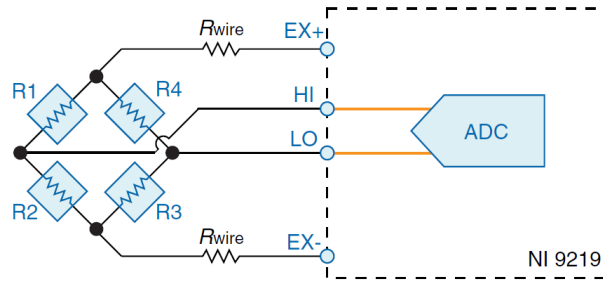 Rwire
EX+
R1
R4
HI
ADC
LO
R2
R3
Rwire
EX-
NI 9219